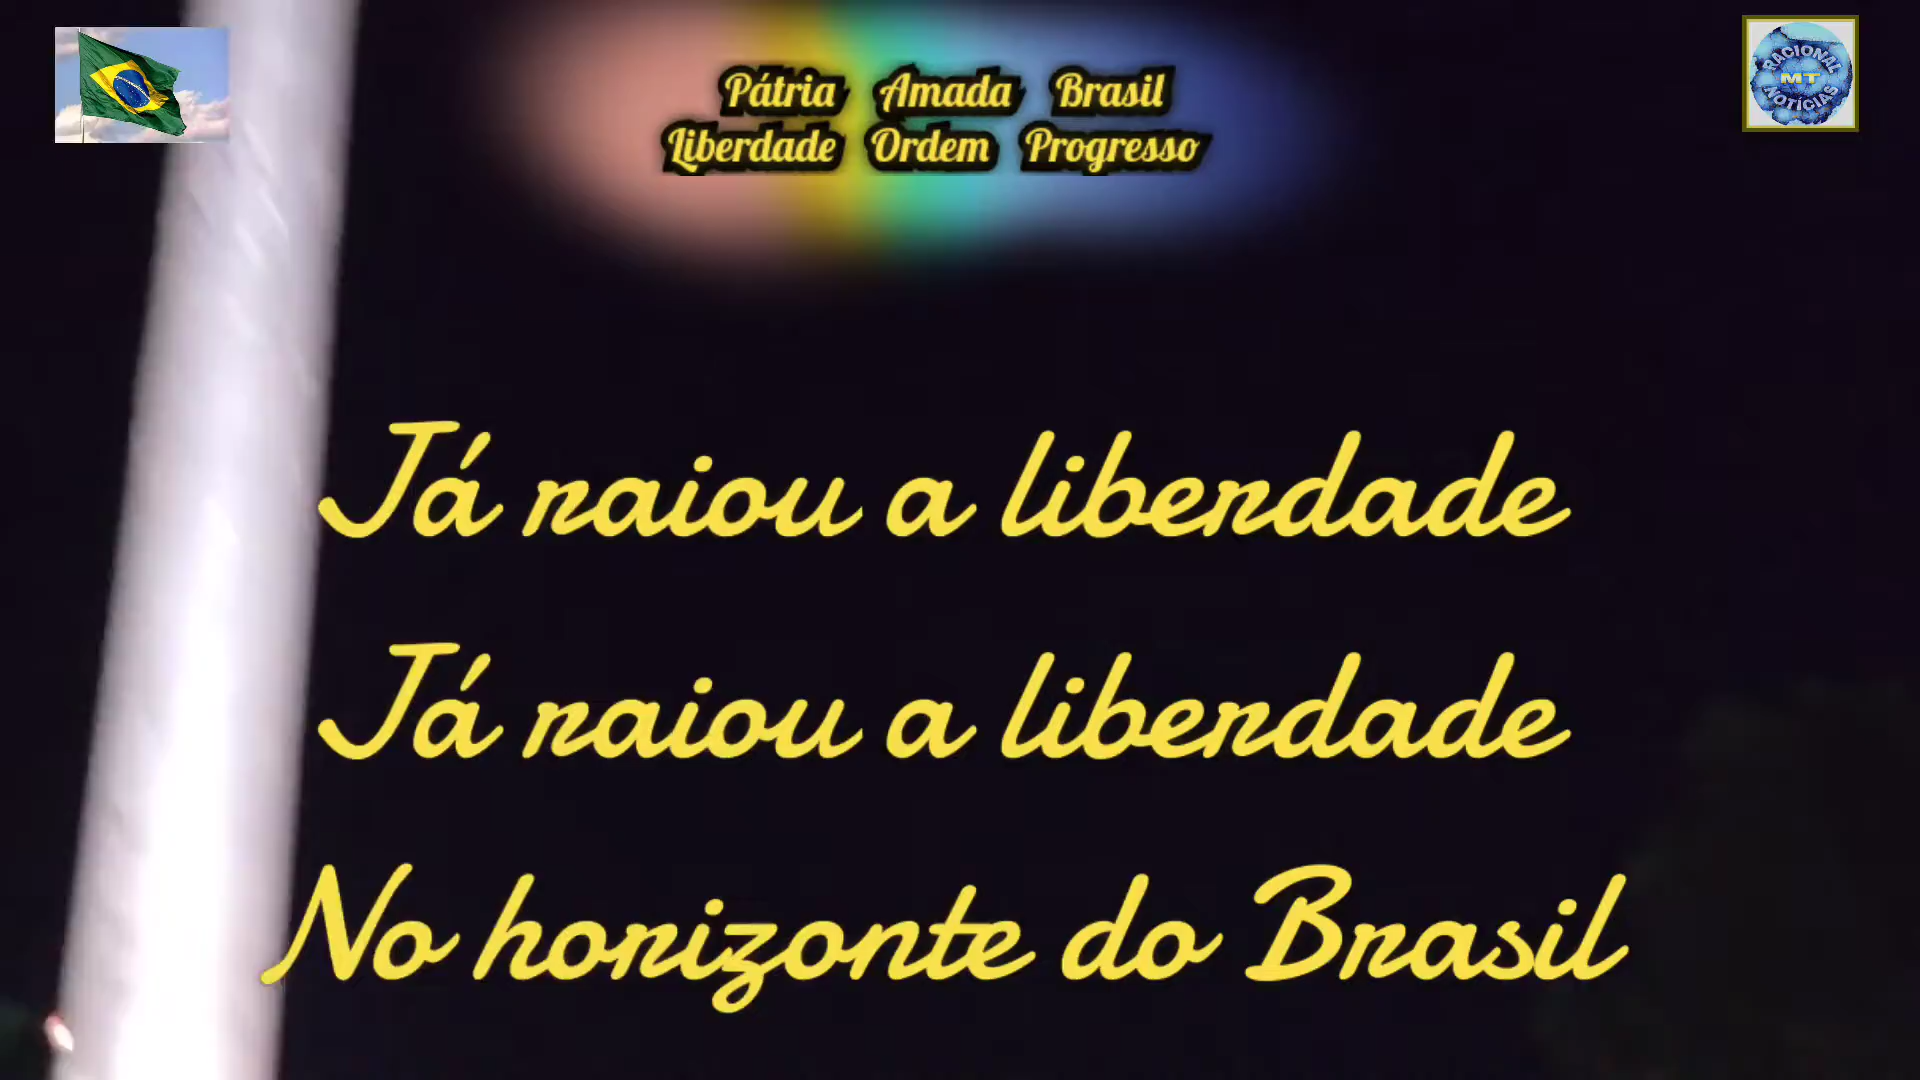 Pátria Amada Brasil
Liberdade Ordem Progresso
RACIONAL
MT
NOTÍCIAS
Já raiou a liberdade
Já raiou a liberdade
No horizonte do Brasil